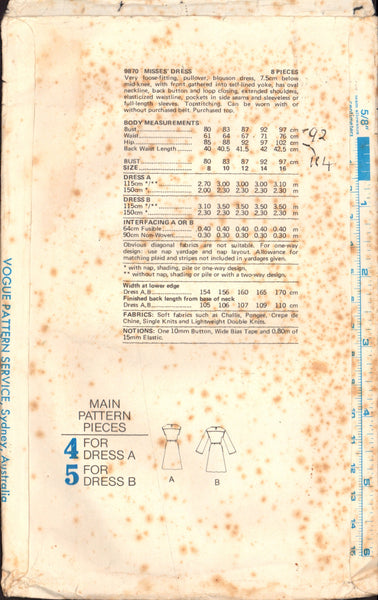 9870 MISSES' DRESS 8 PIECES
Very loose-fitting, pullover, blouson dress, 7.5cm below
mid-knee, with front gathered into self-lined yoke, has oval
neckline, back button and loop closing, extended shoulders,
elasticized waistline, pockets in side seams and sleeveless or
full-length sleeves. Topstitching. Can be worn with or
without purchased belt. Purchased top.
BODY MEASUREMENTS
Bust 80 83 87 92 97 cm
Waist 61 64 67 71 76 cm
Hip 85 88 92 97 102 cm
Back Waist Length 40 40.5 41.5 42 42.5 cm
BUST 80 83 87 92 97 cm
SIZE 8 10 12 14 16
DRESS A
115cm */** 2.70 3.00 3.00 3.00 3.10 m
150cm * 2.00 2.30 2.30 2.30 2.30 m
DRESS B
115cm */** 3.10 3.50 3.50 3.50 3.50 m
150cm * 2.30 2.30 2.30 2.30 2.30 m
INTERFACING A OR B
64cm Fusible 0.40 0.40 0.40 0.40 0.40 m
90cm Non-Woven 0.30 0.30 0.30 0.30 0.30 m
Obvious diagonal fabrics are not suitable. For one-way
design: use nap yardage and nap layout. Allowance for
matching plaid and stripes not included in yardages given.
* with nap, shading, pile or one-way design.
** without nap, shading or pile or with a two-way design.
Width at lower edge
Dress A,B 154 156 160 165 170 cm
Finished back length from base of neck
Dress A,B 105 106 107 109 110 cm
FABRICS: Soft fabrics such as Challis, Pongee, Crepe de
Chine, Single Knits and Lightweight Double Knits.
NOTIONS: One 10mm Button, Wide Bias Tape and 0.80m of
15mm Elastic.
92
MAIN
PATTERN
PIECES
4 FOR
DRESS A
5 FOR
DRESS B
A B
VOGUE PATTERN SERVICE, Sydney, Australia
5/8"
1
2
3
4
5
6
15